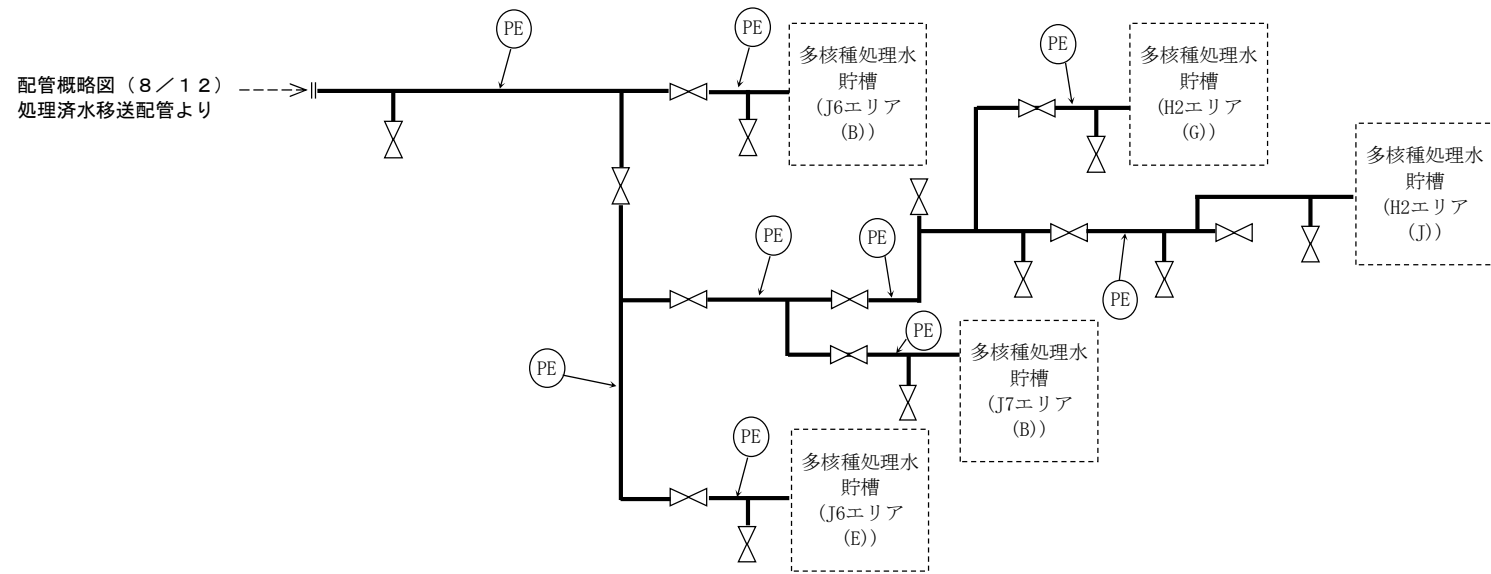 PE
PE
多核種処理水
貯槽
(J6エリア
(B))
PE
多核種処理水
貯槽
(H2エリア
(G))
配管概略図（８／１２）
処理済水移送配管より
多核種処理水
貯槽
(H2エリア
(J))
PE
PE
PE
PE
多核種処理水
貯槽
(J7エリア
(B))
PE
PE
多核種処理水
貯槽
(J6エリア
(E))